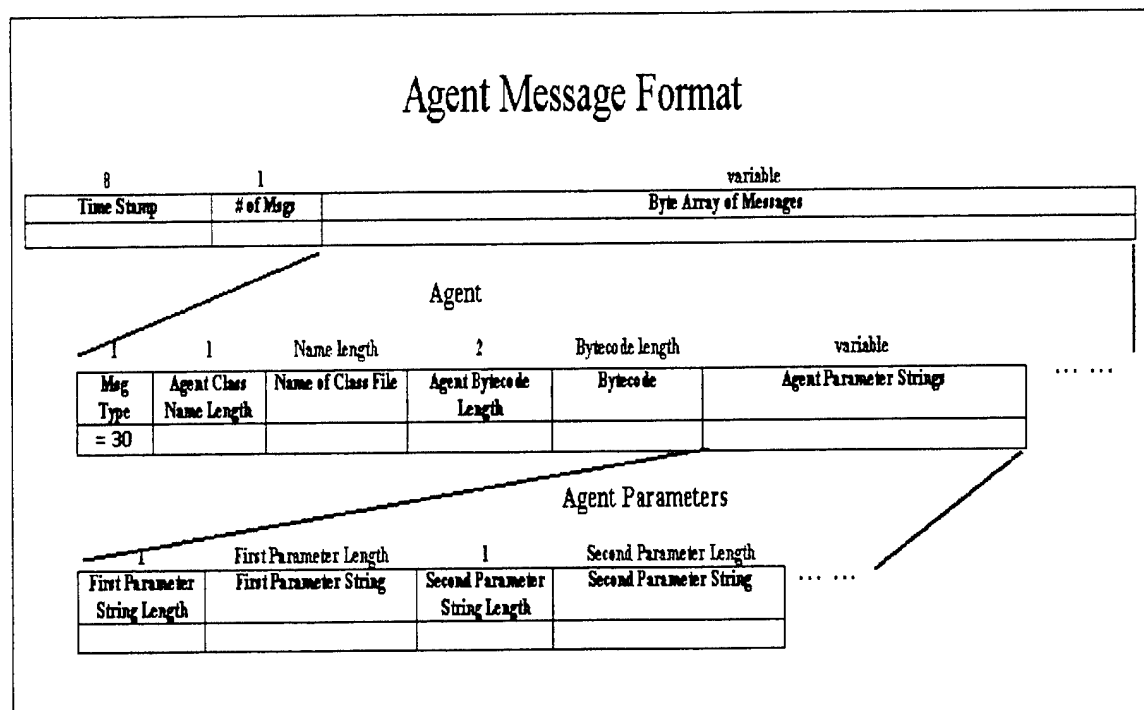 Agent Message Format
8 1 variable
Time Stamp # of Msgs Byte Array of Messages
Agent
1 1 Name length 2 Bytecode length variable
Msg Type Agent Class Name Length Name of Class File Agent Bytecode Length Bytecode Agent Parameter Strings ... ...
= 30
Agent Parameters
1 First Parameter Length 1 Second Parameter Length
First Parameter String Length First Parameter String Second Parameter String Length Second Parameter String ... ...